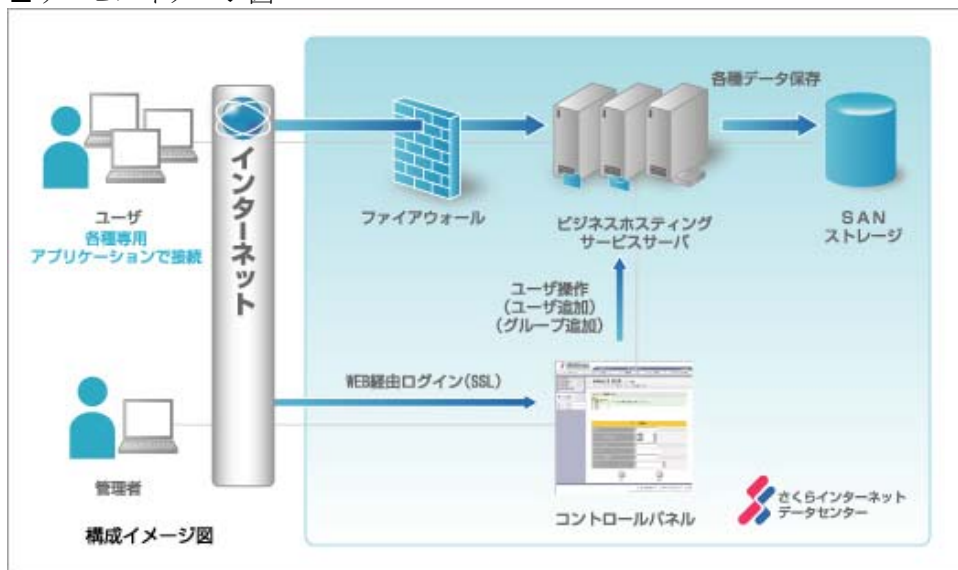 インターネット
ユーザ
各種専用
アプリケーションで接続
ファイアウォール
ビジネスホスティング
サービスサーバ
各種データ保存
SAN
ストレージ
ユーザ操作
(ユーザ追加)
(グループ追加)
WEB経由ログイン(SSL)
管理者
コントロールパネル
さくらインターネット
データセンター
構成イメージ図